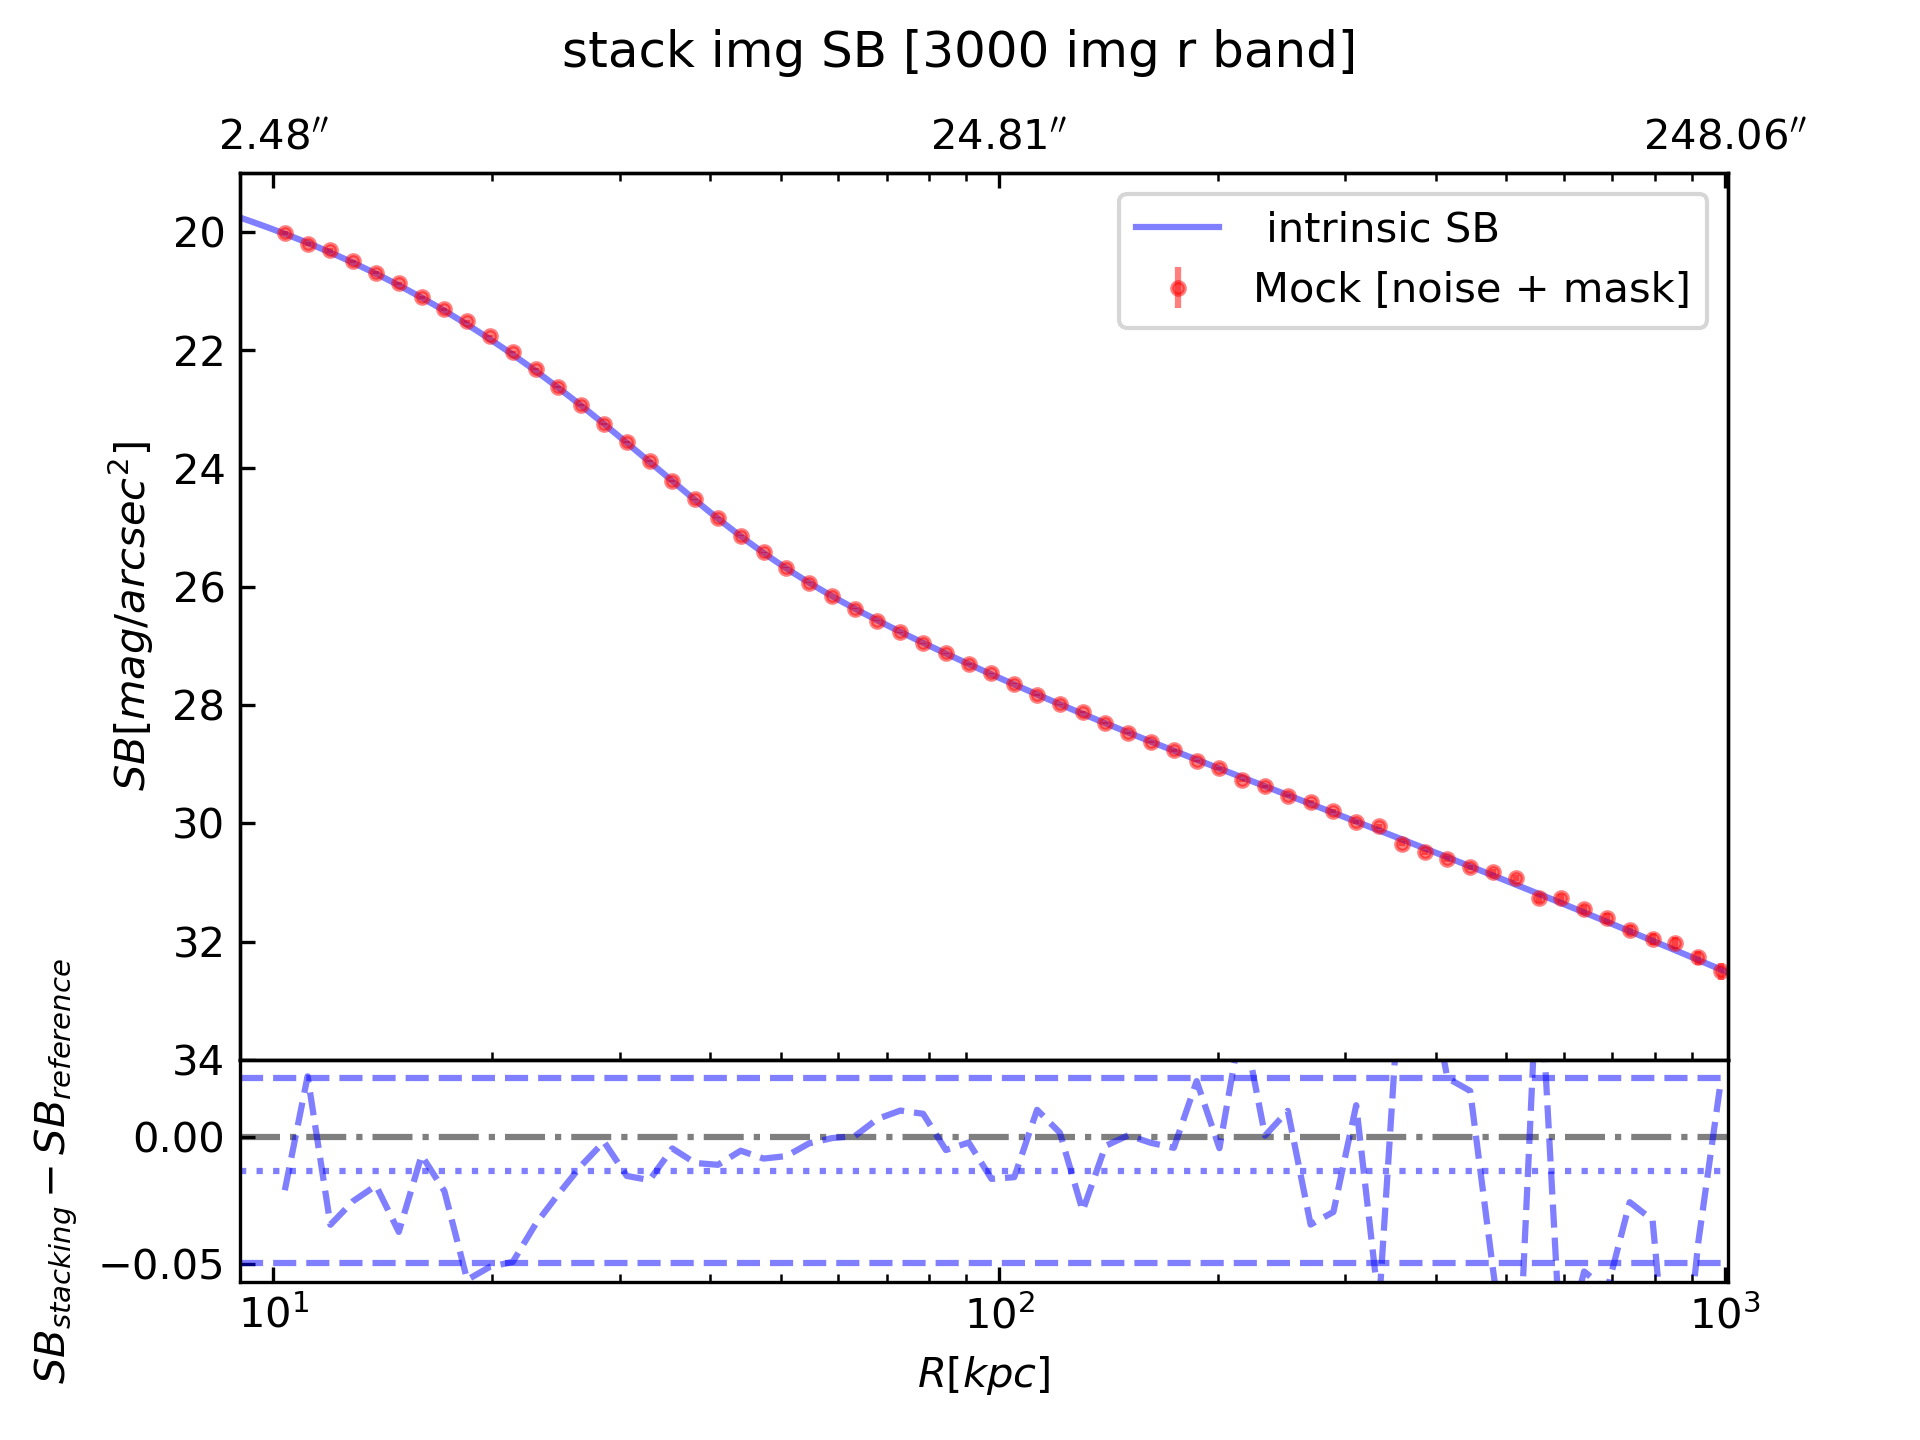 stack img SB [3000 img r band]
2.48″ 24.81″ 248.06″
intrinsic SB
Mock [noise + mask]
SB[mag/arcsec²]
20
22
24
26
28
30
32
34
SB_stacking − SB_reference
0.00
−0.05
10¹ 10² 10³
R[kpc]